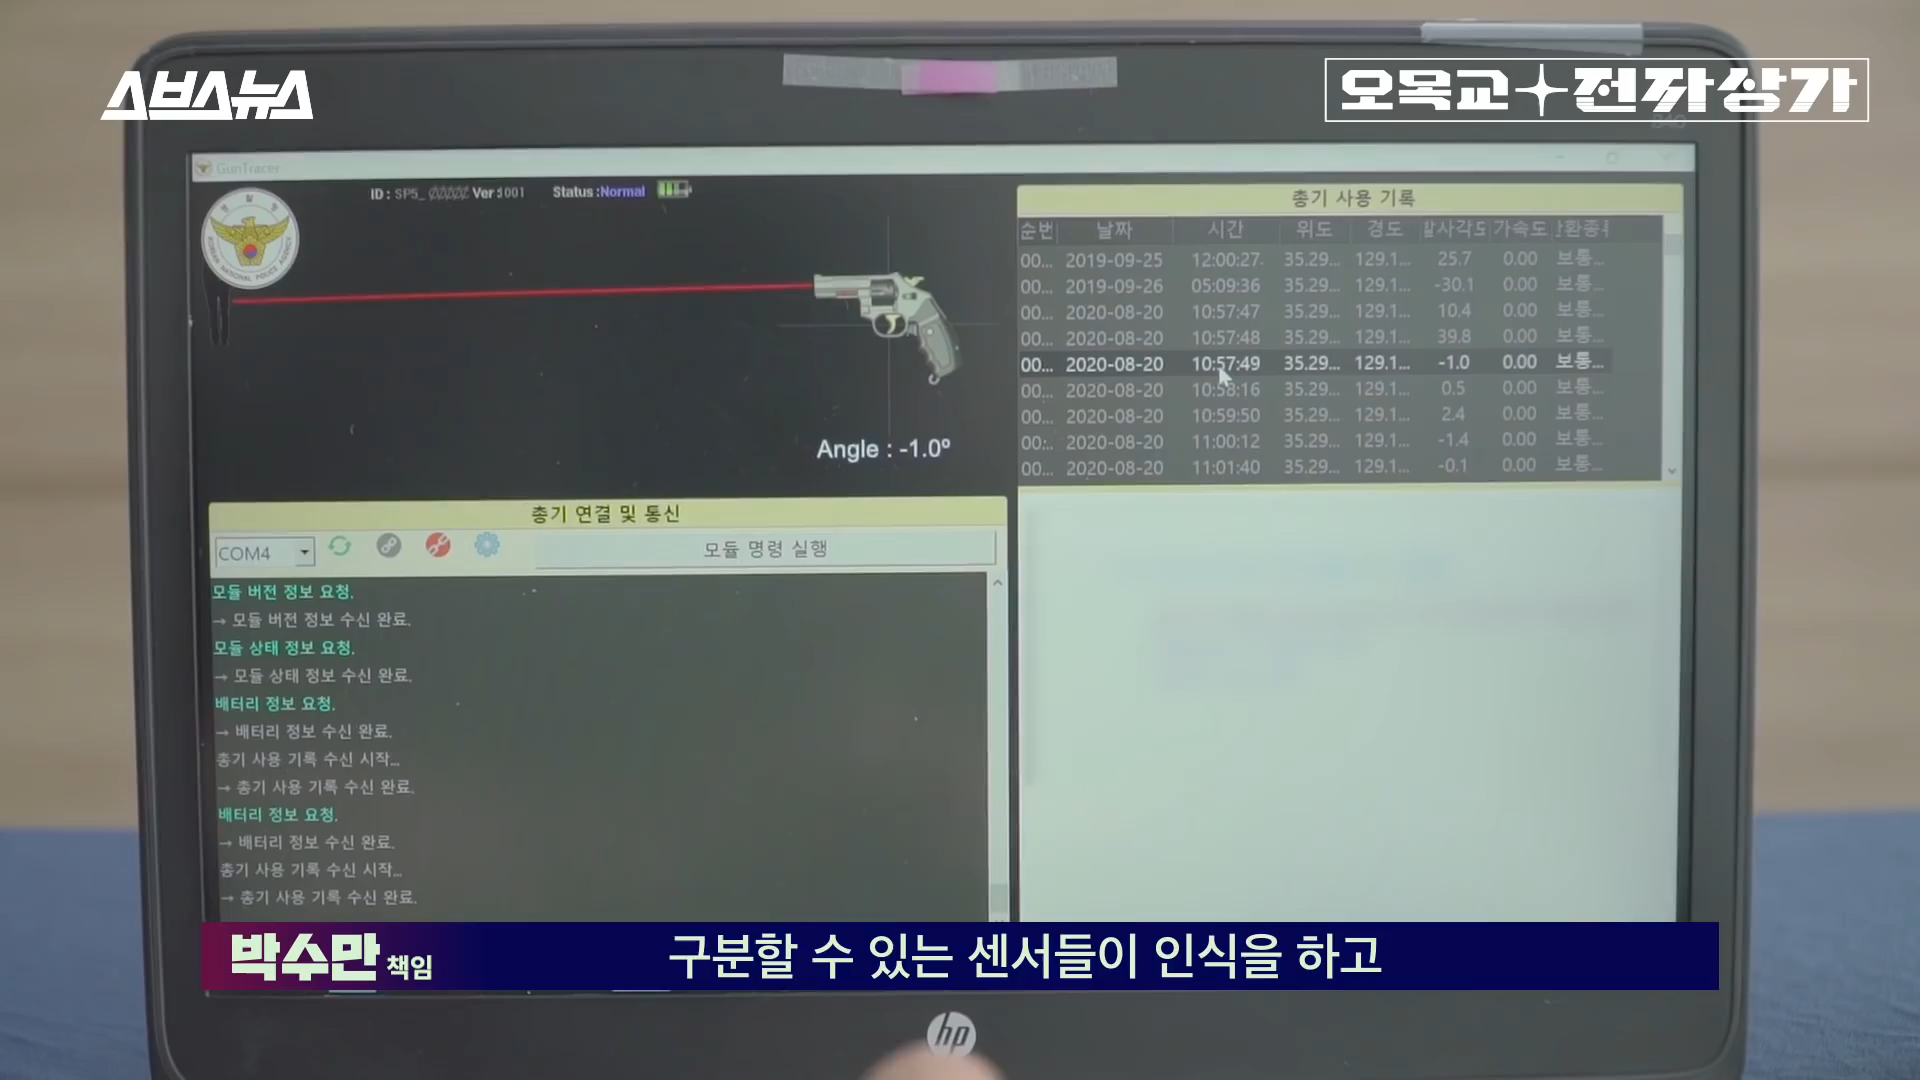 스브스뉴스
오목교 전자상가
GunTracer
ID : SP5_ Ver : 1001 Status : Normal
KOREAN NATIONAL POLICE AGENCY
Angle : -1.0º
총기 사용 기록
순번 날짜 시간 위도 경도 발사각도 가속도
00... 2019-09-25 12:00:27 35.29... 129.1... 25.7 0.00 보통...
00... 2019-09-26 05:09:36 35.29... 129.1... -30.1 0.00 보통...
00... 2020-08-20 10:57:47 35.29... 129.1... 10.4 0.00 보통...
00... 2020-08-20 10:57:48 35.29... 129.1... 39.8 0.00 보통...
00... 2020-08-20 10:57:49 35.29... 129.1... -1.0 0.00 보통...
00... 2020-08-20 10:58:16 35.29... 129.1... 0.5 0.00 보통...
00... 2020-08-20 10:59:50 35.29... 129.1... 2.4 0.00 보통...
00... 2020-08-20 11:00:12 35.29... 129.1... -1.4 0.00 보통...
00... 2020-08-20 11:01:40 35.29... 129.1... -0.1 0.00 보통...
총기 연결 및 통신
COM4 모듈 명령 실행
모듈 버전 정보 요청.
→ 모듈 버전 정보 수신 완료.
모듈 상태 정보 요청.
→ 모듈 상태 정보 수신 완료.
배터리 정보 요청.
→ 배터리 정보 수신 완료.
총기 사용 기록 수신 시작...
→ 총기 사용 기록 수신 완료.
배터리 정보 요청.
→ 배터리 정보 수신 완료.
총기 사용 기록 수신 시작...
→ 총기 사용 기록 수신 완료.
박수만 책임 구분할 수 있는 센서들이 인식을 하고
hp